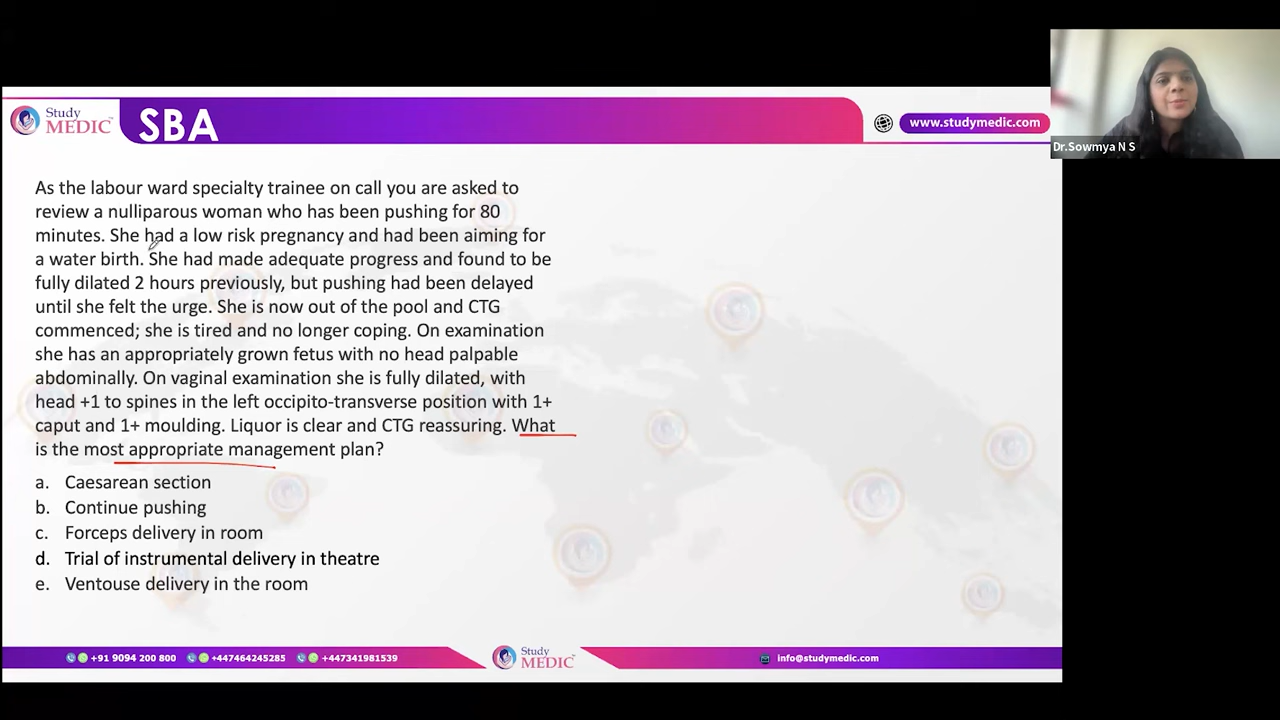 Study
MEDIC
SBA
www.studymedic.com
Dr.Sowmya N S
As the labour ward specialty trainee on call you are asked to
review a nulliparous woman who has been pushing for 80
minutes. She had a low risk pregnancy and had been aiming for
a water birth. She had made adequate progress and found to be
fully dilated 2 hours previously, but pushing had been delayed
until she felt the urge. She is now out of the pool and CTG
commenced; she is tired and no longer coping. On examination
she has an appropriately grown fetus with no head palpable
abdominally. On vaginal examination she is fully dilated, with
head +1 to spines in the left occipito-transverse position with 1+
caput and 1+ moulding. Liquor is clear and CTG reassuring. What
is the most appropriate management plan?
a. Caesarean section
b. Continue pushing
c. Forceps delivery in room
d. Trial of instrumental delivery in theatre
e. Ventouse delivery in the room
+91 9094 200 800 +447464245285 +447341981539
Study
MEDIC
info@studymedic.com